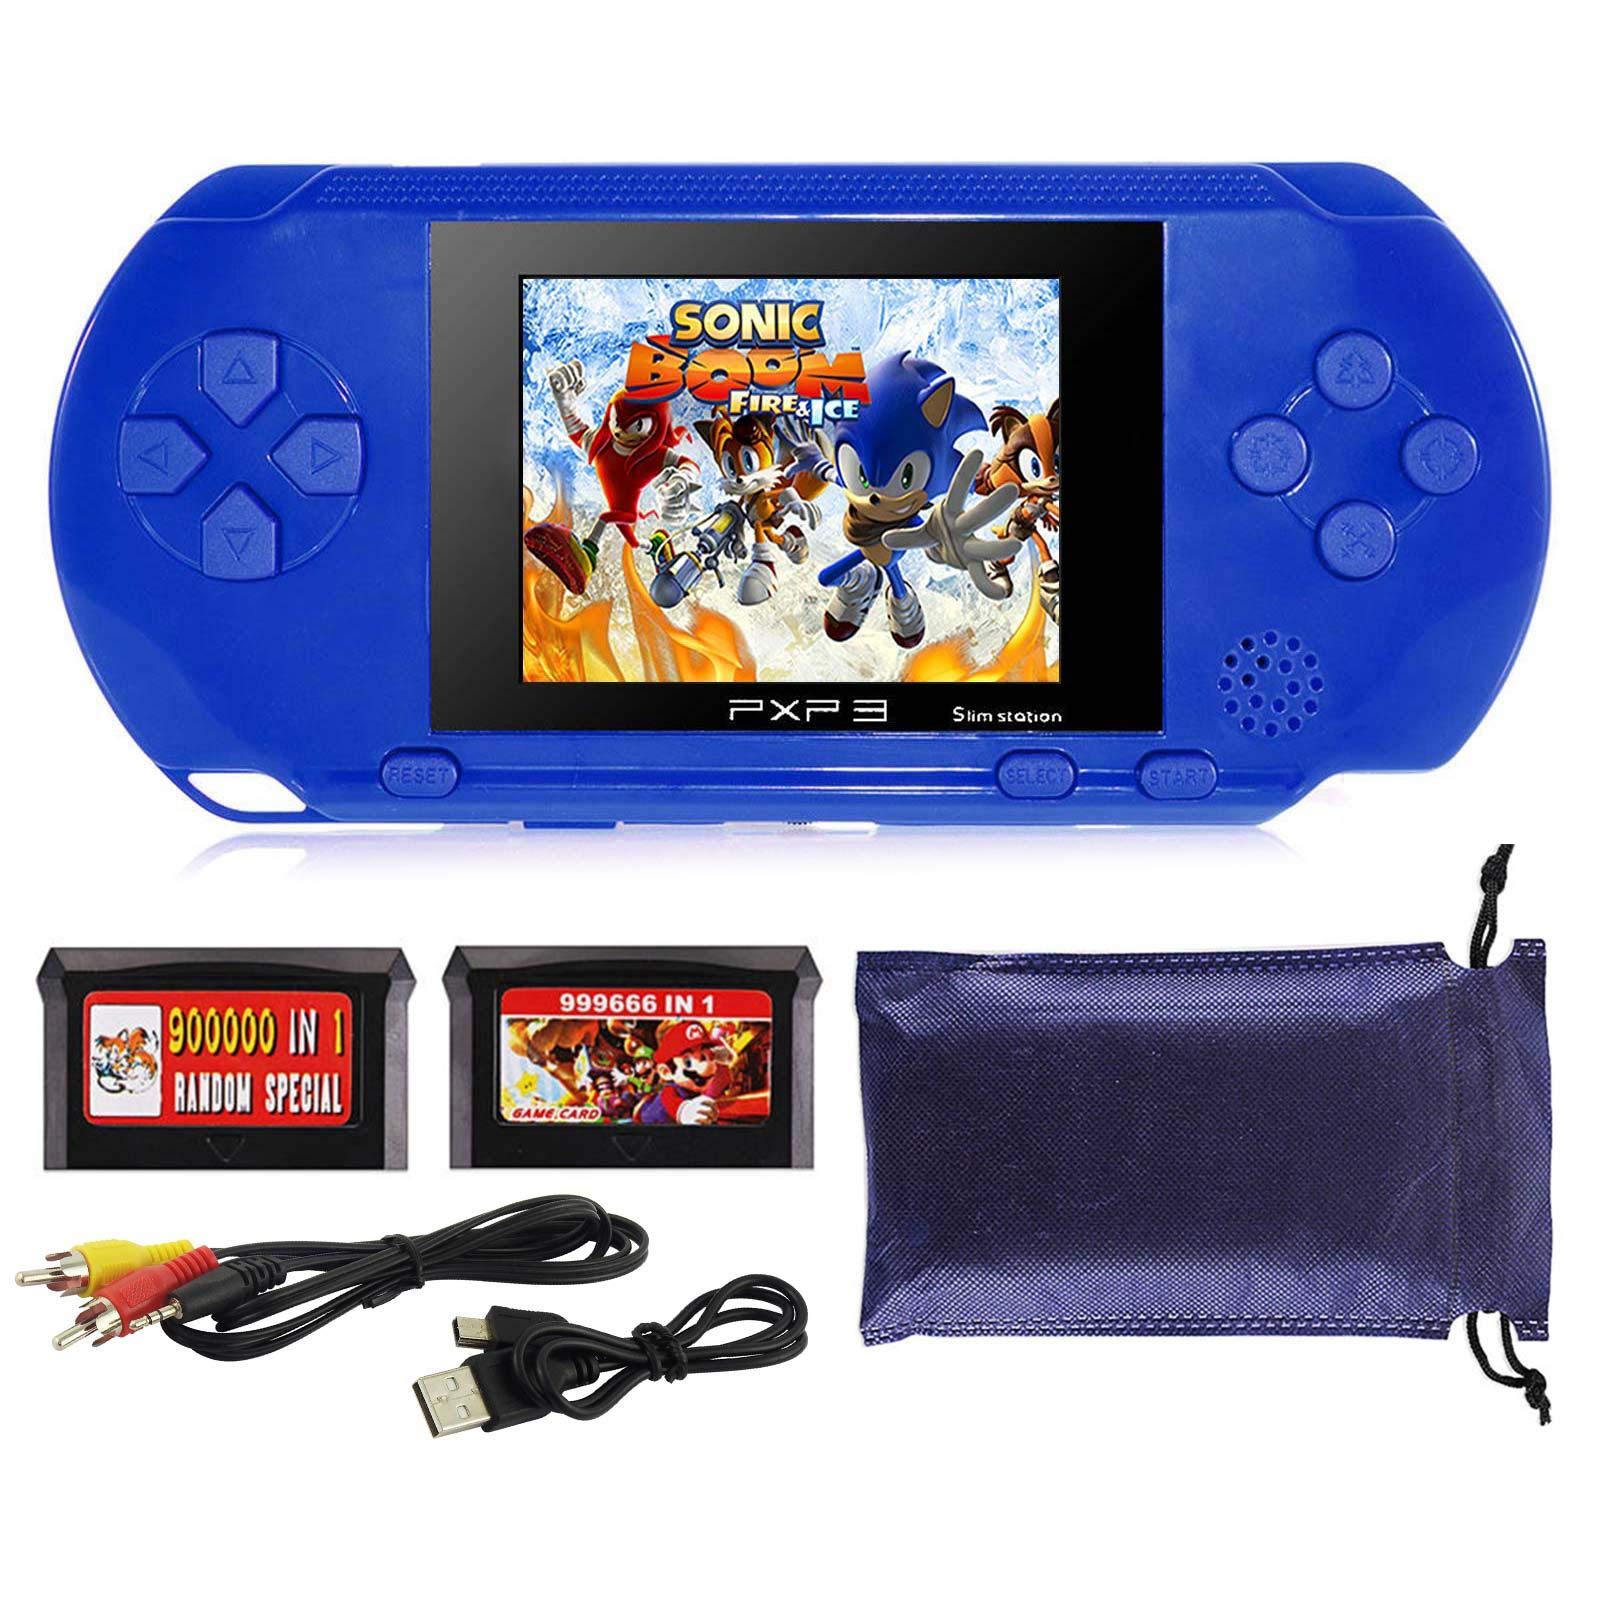 SONIC
BOOM™
FIRE & ICE
PXP3
Slim station
RESET
SELECT
START
900000 IN 1
RANDOM SPECIAL
999666 IN 1
M
GAME CARD